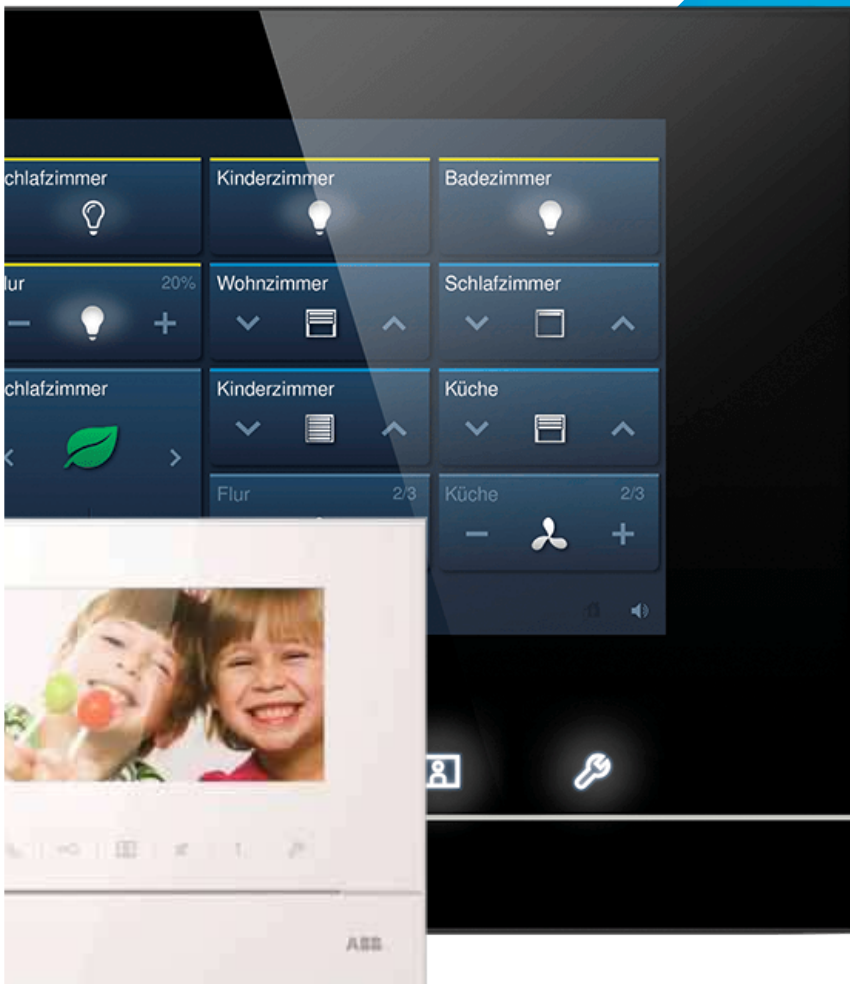 chlafzimmer
Kinderzimmer
Badezimmer
lur
20%
Wohnzimmer
Schlafzimmer
chlafzimmer
Kinderzimmer
Küche
Flur
2/3
Küche
2/3
ABB